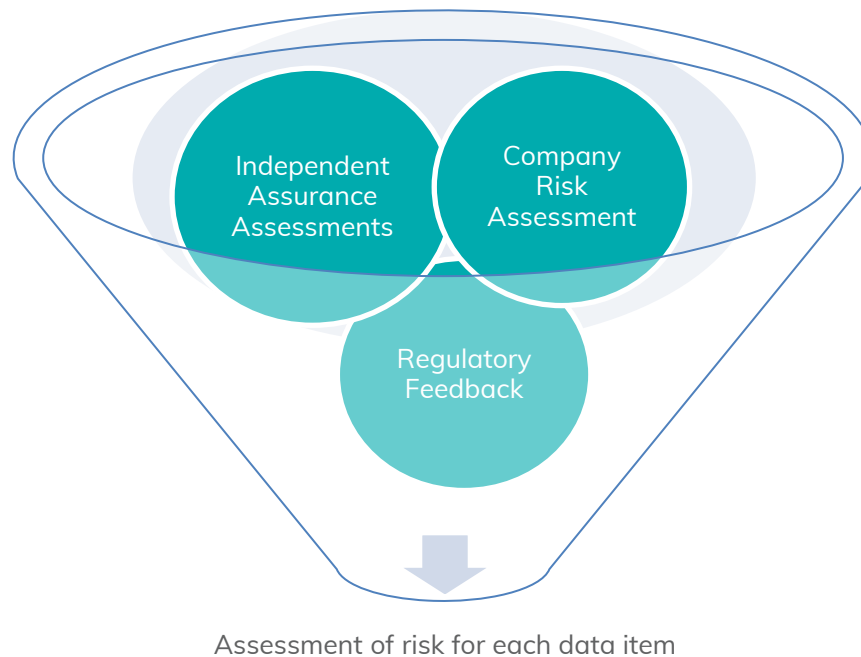 Independent
Assurance
Assessments
Company
Risk
Assessment
Regulatory
Feedback
Assessment of risk for each data item